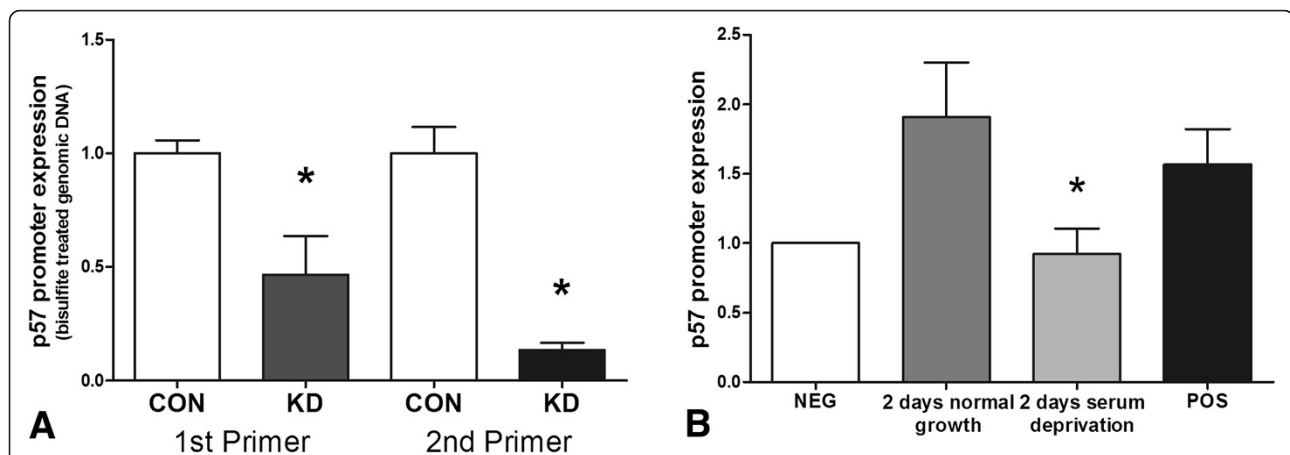 p57 promoter expression
(bisulfite treated genomic DNA)
1.5
1.0
0.5
0.0
*
*
CON KD CON KD
1st Primer 2nd Primer
A
p57 promoter expression
2.5
2.0
1.5
1.0
0.5
0.0
*
NEG 2 days normal 2 days serum POS
growth deprivation
B